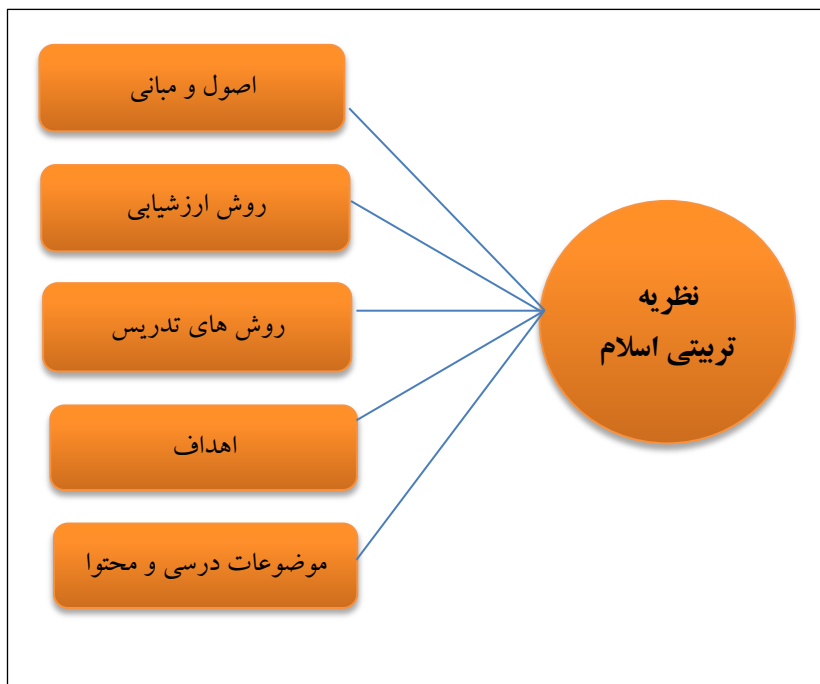 نظریه
تربیتی اسلام
اصول و مبانی
روش ارزشیابی
روش های تدریس
اهداف
موضوعات درسی و محتوا